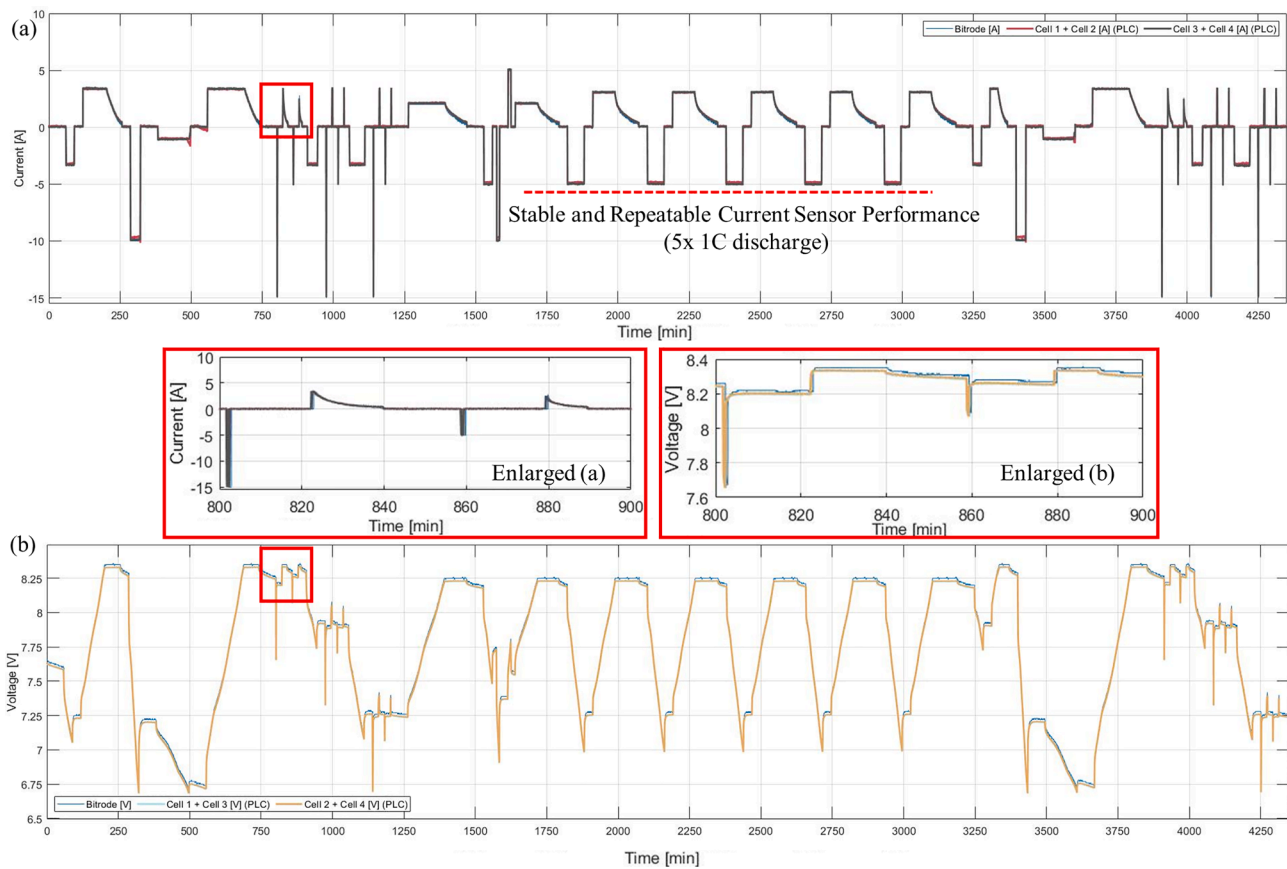 (a)
10
5
0
-5
-10
-15
Current [A]
Bitrode [A] Cell 1 + Cell 2 [A] (PLC) Cell 3 + Cell 4 [A] (PLC)
Stable and Repeatable Current Sensor Performance
(5x 1C discharge)
0 250 500 750 1000 1250 1500 1750 2000 2250 2500 2750 3000 3250 3500 3750 4000 4250
Time [min]
10
5
0
-5
-10
-15
Current [A]
Enlarged (a)
800 820 840 860 880 900
Time [min]
8.4
8.2
8
7.8
7.6
Voltage [V]
Enlarged (b)
800 820 840 860 880 900
Time [min]
(b)
8.25
8
7.75
7.5
7.25
7
6.75
6.5
Voltage [V]
Bitrode [V] Cell 1 + Cell 3 [V] (PLC) Cell 2 + Cell 4 [V] (PLC)
0 250 500 750 1000 1250 1500 1750 2000 2250 2500 2750 3000 3250 3500 3750 4000 4250
Time [min]